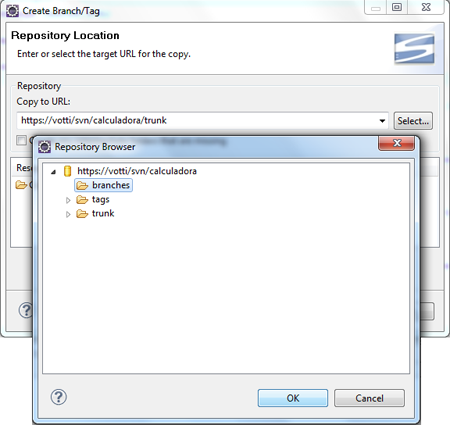 Create Branch/Tag
Repository Location
Enter or select the target URL for the copy.
Repository
Copy to URL:
https://votti/svn/calculadora/trunk
Select...
Repository Browser
https://votti/svn/calculadora
branches
tags
trunk
OK
Cancel